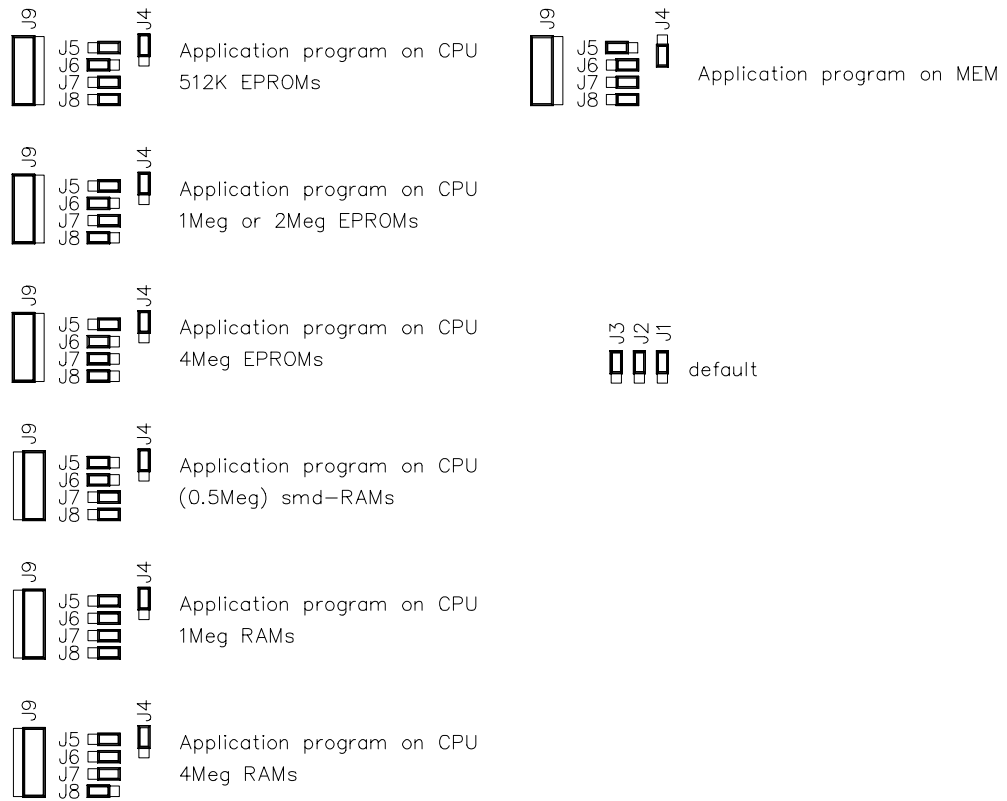 J9
J4
J5
J6
J7
J8
Application program on CPU
512K EPROMs
J9
J4
J5
J6
J7
J8
Application program on MEM
J9
J4
J5
J6
J7
J8
Application program on CPU
1Meg or 2Meg EPROMs
J9
J4
J5
J6
J7
J8
Application program on CPU
4Meg EPROMs
J3
J2
J1
default
J9
J4
J5
J6
J7
J8
Application program on CPU
(0.5Meg) smd-RAMs
J9
J4
J5
J6
J7
J8
Application program on CPU
1Meg RAMs
J9
J4
J5
J6
J7
J8
Application program on CPU
4Meg RAMs